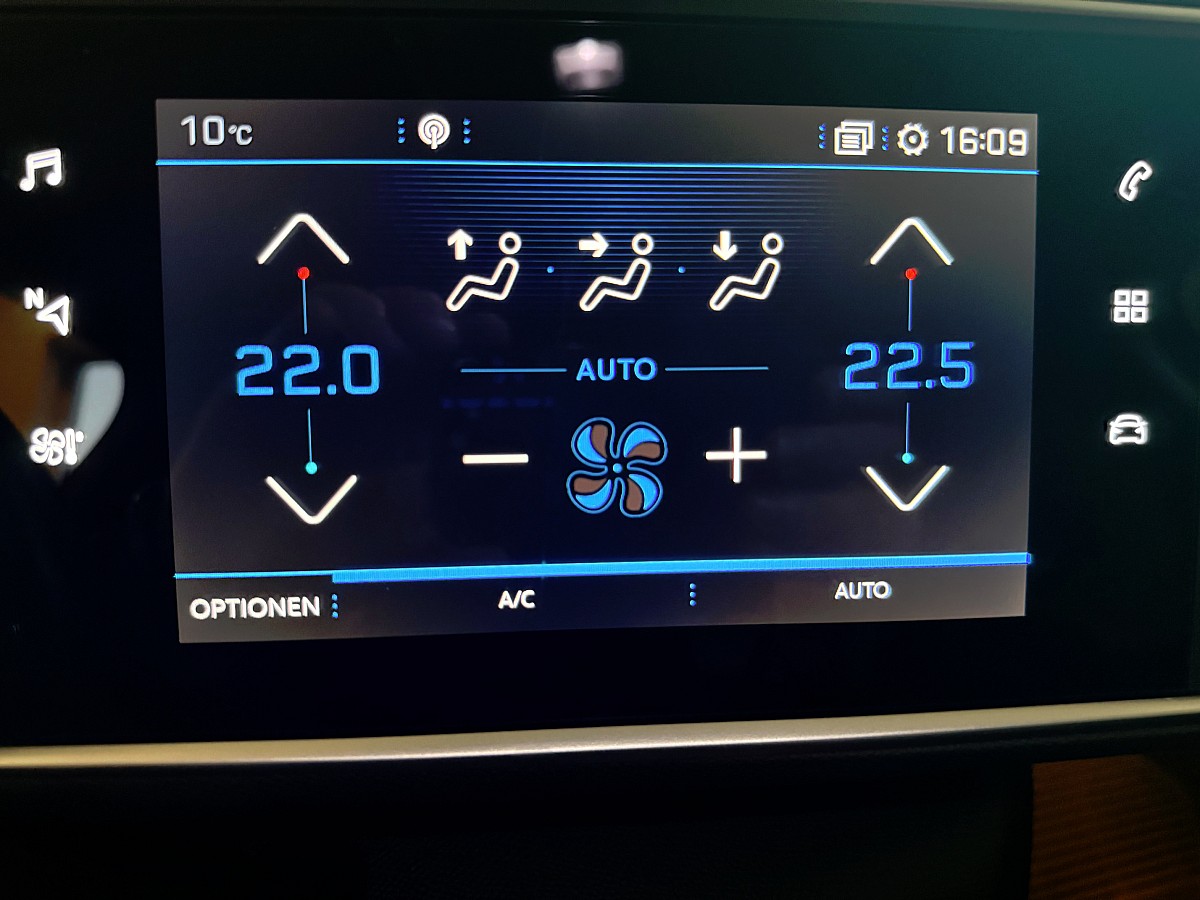 10°C 16:09
N
22.0 22.5
AUTO
OPTIONEN A/C AUTO